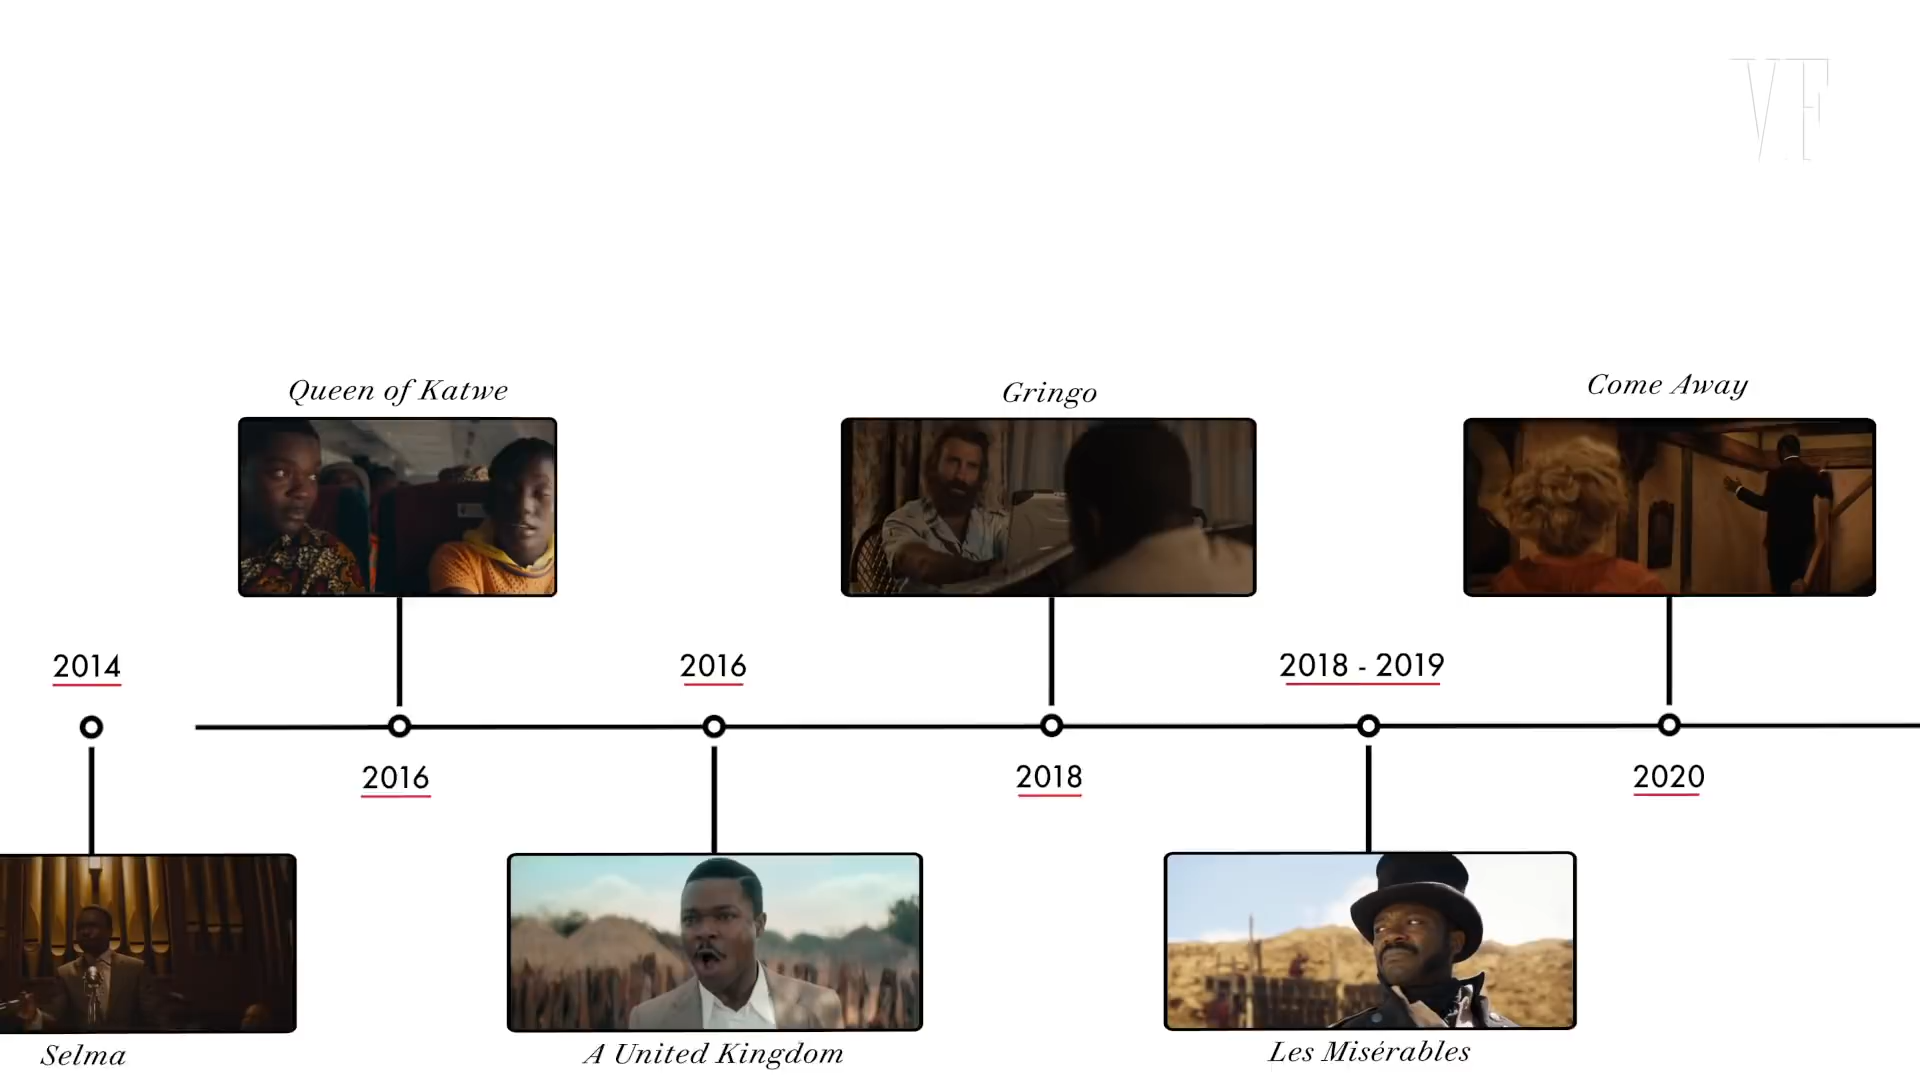 VF
Queen of Katwe
Gringo
Come Away
2014
2016
2018 - 2019
2016
2018
2020
Selma
A United Kingdom
Les Misérables